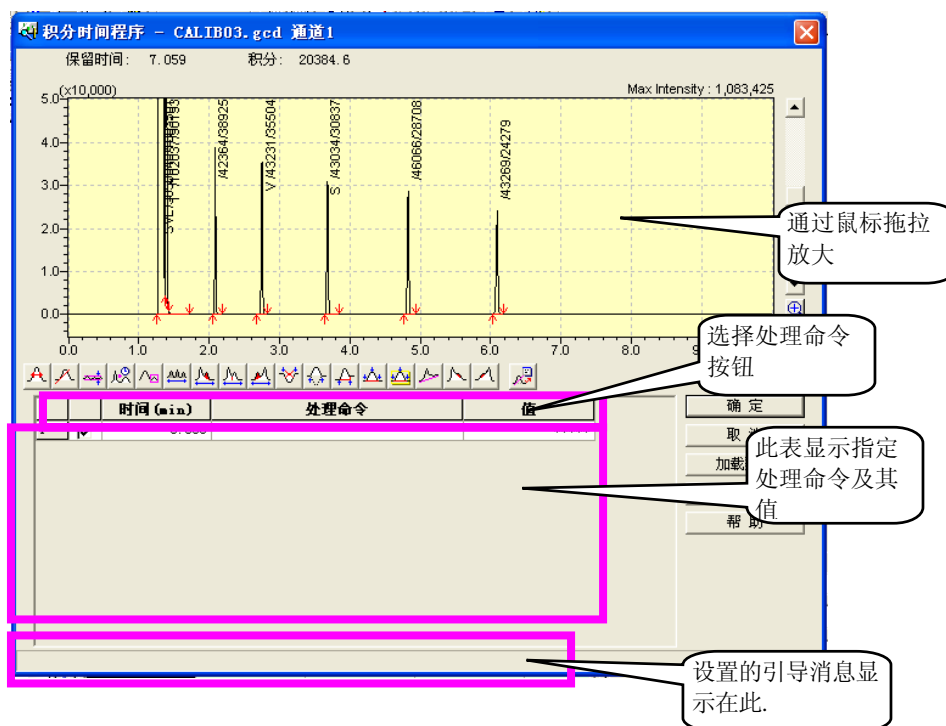 积分时间程序 - CALIB03.gcd 通道1
保留时间: 7.059 积分: 20384.6
(x10,000)
Max Intensity : 1,083,425
5.0
4.0
3.0
2.0
1.0
0.0
/42364/38925
V /43231/35504
S /43034/30837
/46066/28708
/43269/24279
0.0 1.0 2.0 3.0 4.0 5.0 6.0 7.0 8.0
通过鼠标拖拉
放大
选择处理命令
按钮
时间(min) 处理命令 值
确 定
取
加载
帮 助
此表显示指定
处理命令及其
值
设置的引导消息显
示在此.